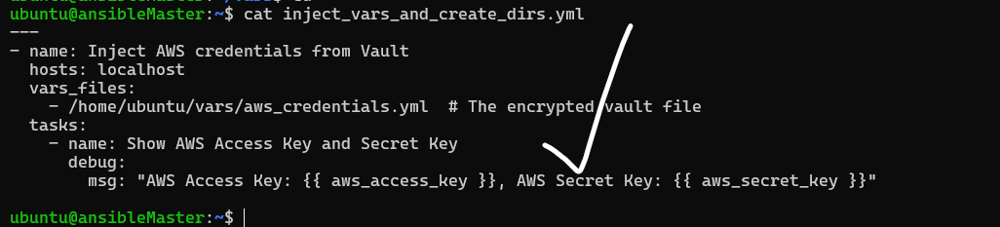 ubuntu@ansibleMaster:~$ cat inject_vars_and_create_dirs.yml
---
- name: Inject AWS credentials from Vault
  hosts: localhost
  vars_files:
    - /home/ubuntu/vars/aws_credentials.yml  # The encrypted vault file
  tasks:
    - name: Show AWS Access Key and Secret Key
      debug:
        msg: "AWS Access Key: {{ aws_access_key }}, AWS Secret Key: {{ aws_secret_key }}"

ubuntu@ansibleMaster:~$